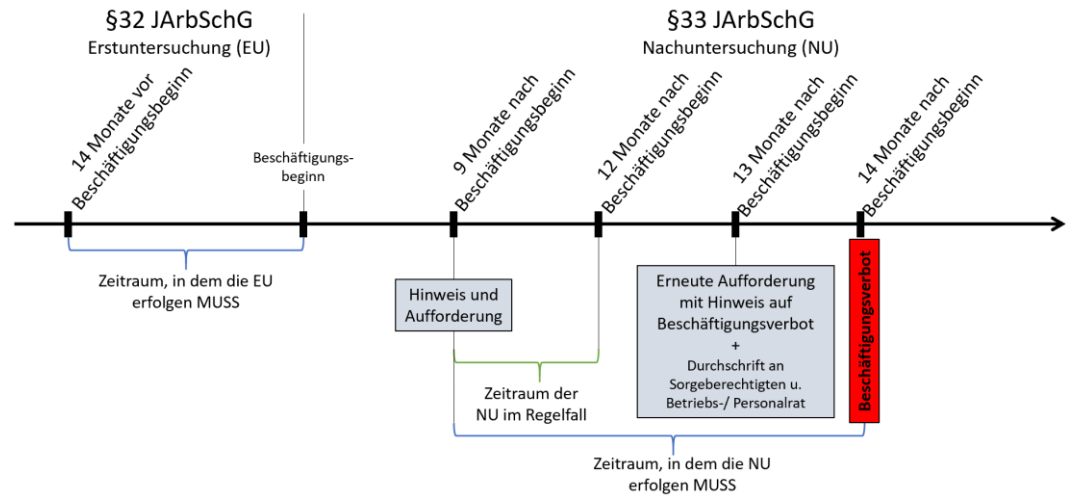 §32 JArbSchG
Erstuntersuchung (EU)
§33 JArbSchG
Nachuntersuchung (NU)
14 Monate vor
Beschäftigungsbeginn
Beschäftigungs-
beginn
9 Monate nach
Beschäftigungsbeginn
12 Monate nach
Beschäftigungsbeginn
13 Monate nach
Beschäftigungsbeginn
14 Monate nach
Beschäftigungsbeginn
Zeitraum, in dem die EU
erfolgen MUSS
Hinweis und
Aufforderung
Zeitraum der
NU im Regelfall
Erneute Aufforderung
mit Hinweis auf
Beschäftigungsverbot
+
Durchschrift an
Sorgeberechtigten u.
Betriebs-/ Personalrat
Beschäftigungsverbot
Zeitraum, in dem die NU
erfolgen MUSS